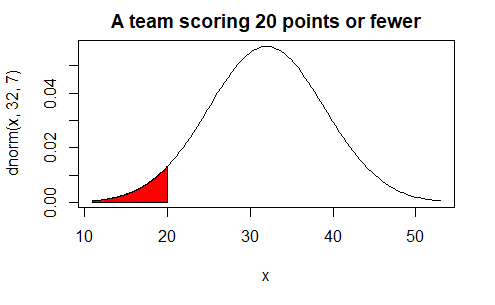 A team scoring 20 points or fewer
dnorm(x, 32, 7)
0.04
0.02
0.00
10 20 30 40 50
x